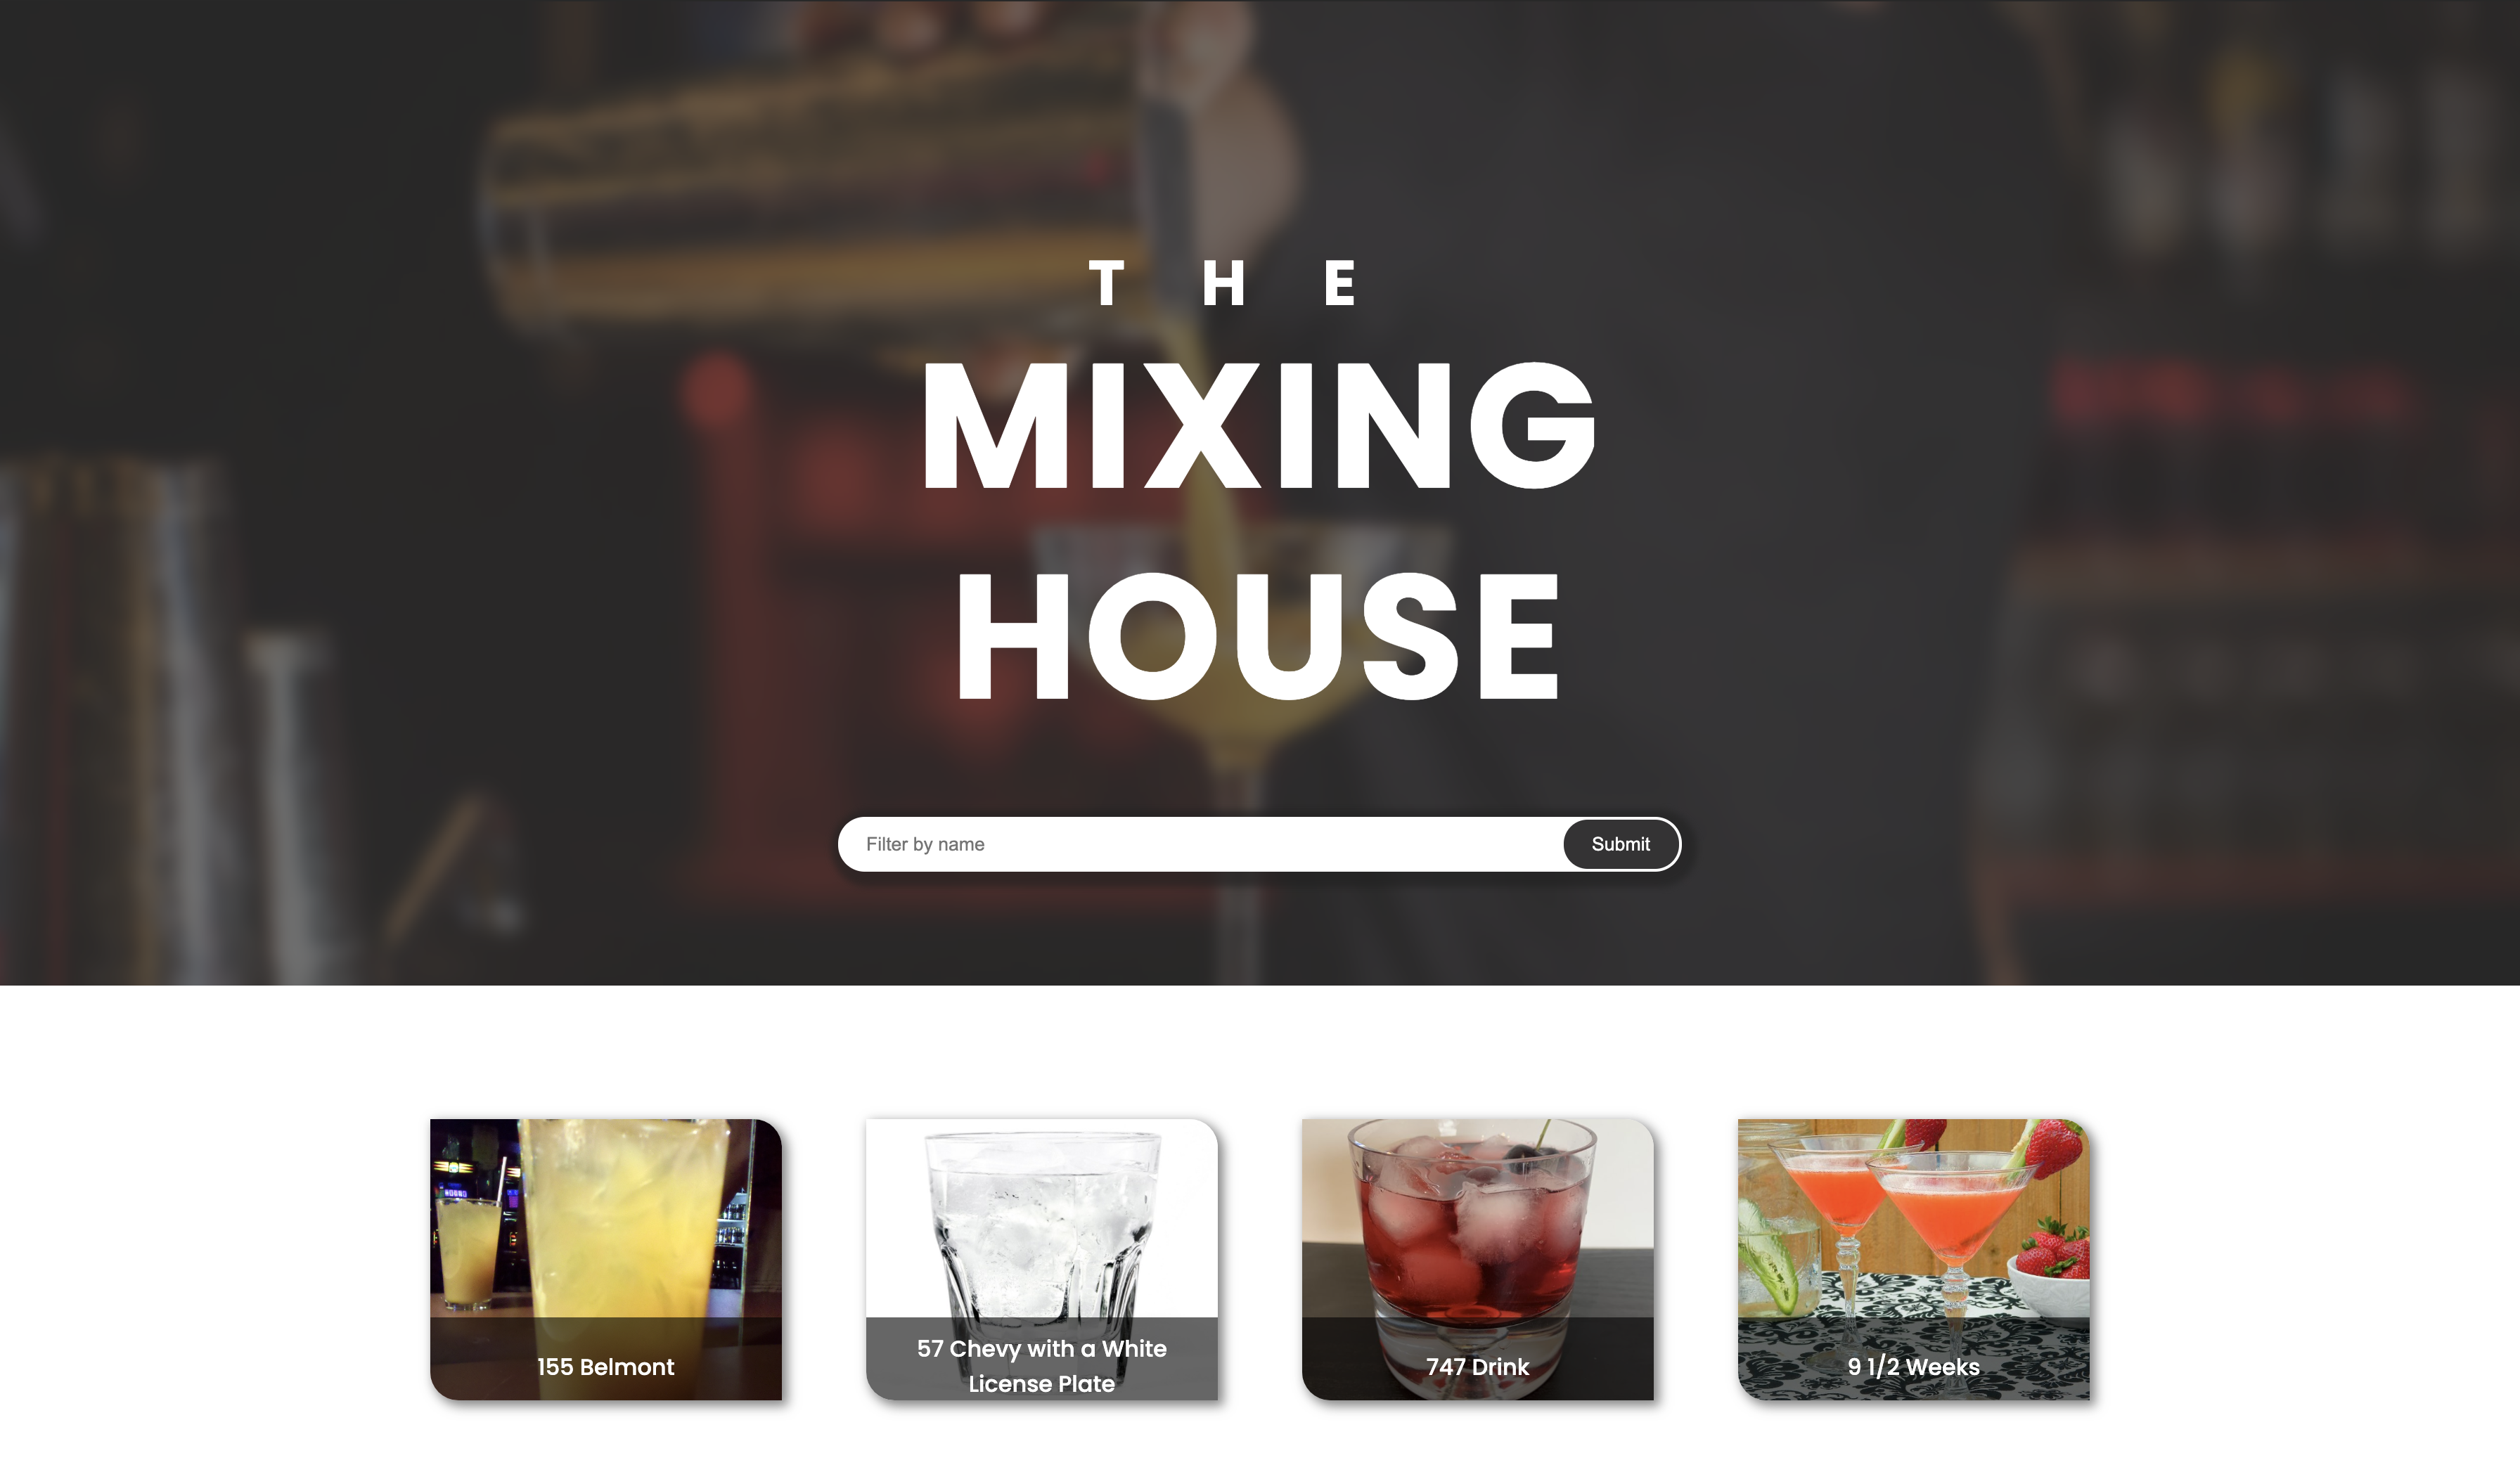 THE
MIXING
HOUSE
Filter by name
Submit
155 Belmont
57 Chevy with a White
License Plate
747 Drink
9 1/2 Weeks